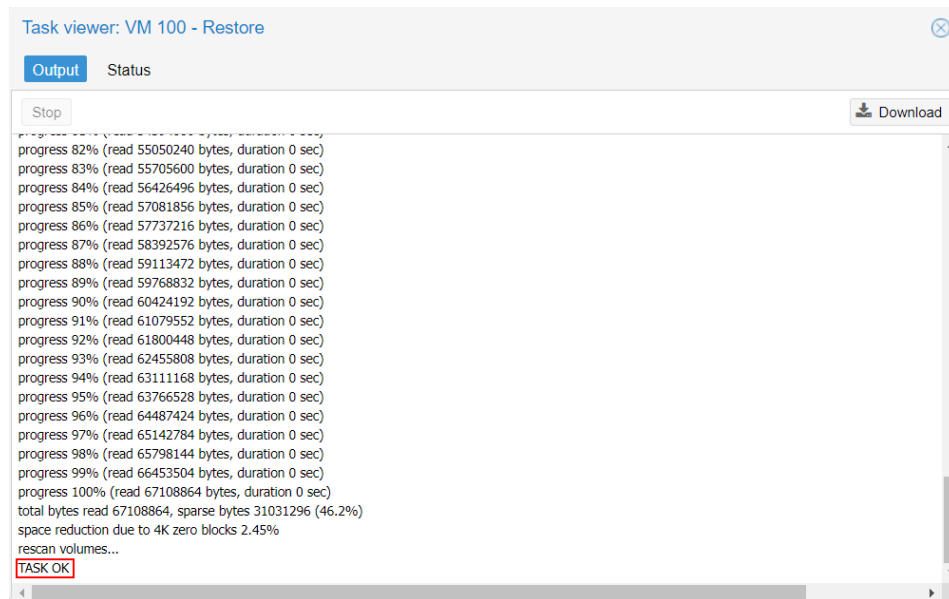 Task viewer: VM 100 - Restore
Output Status
Stop Download
progress 82% (read 55050240 bytes, duration 0 sec)
progress 83% (read 55705600 bytes, duration 0 sec)
progress 84% (read 56426496 bytes, duration 0 sec)
progress 85% (read 57081856 bytes, duration 0 sec)
progress 86% (read 57737216 bytes, duration 0 sec)
progress 87% (read 58392576 bytes, duration 0 sec)
progress 88% (read 59113472 bytes, duration 0 sec)
progress 89% (read 59768832 bytes, duration 0 sec)
progress 90% (read 60424192 bytes, duration 0 sec)
progress 91% (read 61079552 bytes, duration 0 sec)
progress 92% (read 61800448 bytes, duration 0 sec)
progress 93% (read 62455808 bytes, duration 0 sec)
progress 94% (read 63111168 bytes, duration 0 sec)
progress 95% (read 63766528 bytes, duration 0 sec)
progress 96% (read 64487424 bytes, duration 0 sec)
progress 97% (read 65142784 bytes, duration 0 sec)
progress 98% (read 65798144 bytes, duration 0 sec)
progress 99% (read 66453504 bytes, duration 0 sec)
progress 100% (read 67108864 bytes, duration 0 sec)
total bytes read 67108864, sparse bytes 31031296 (46.2%)
space reduction due to 4K zero blocks 2.45%
rescan volumes...
TASK OK